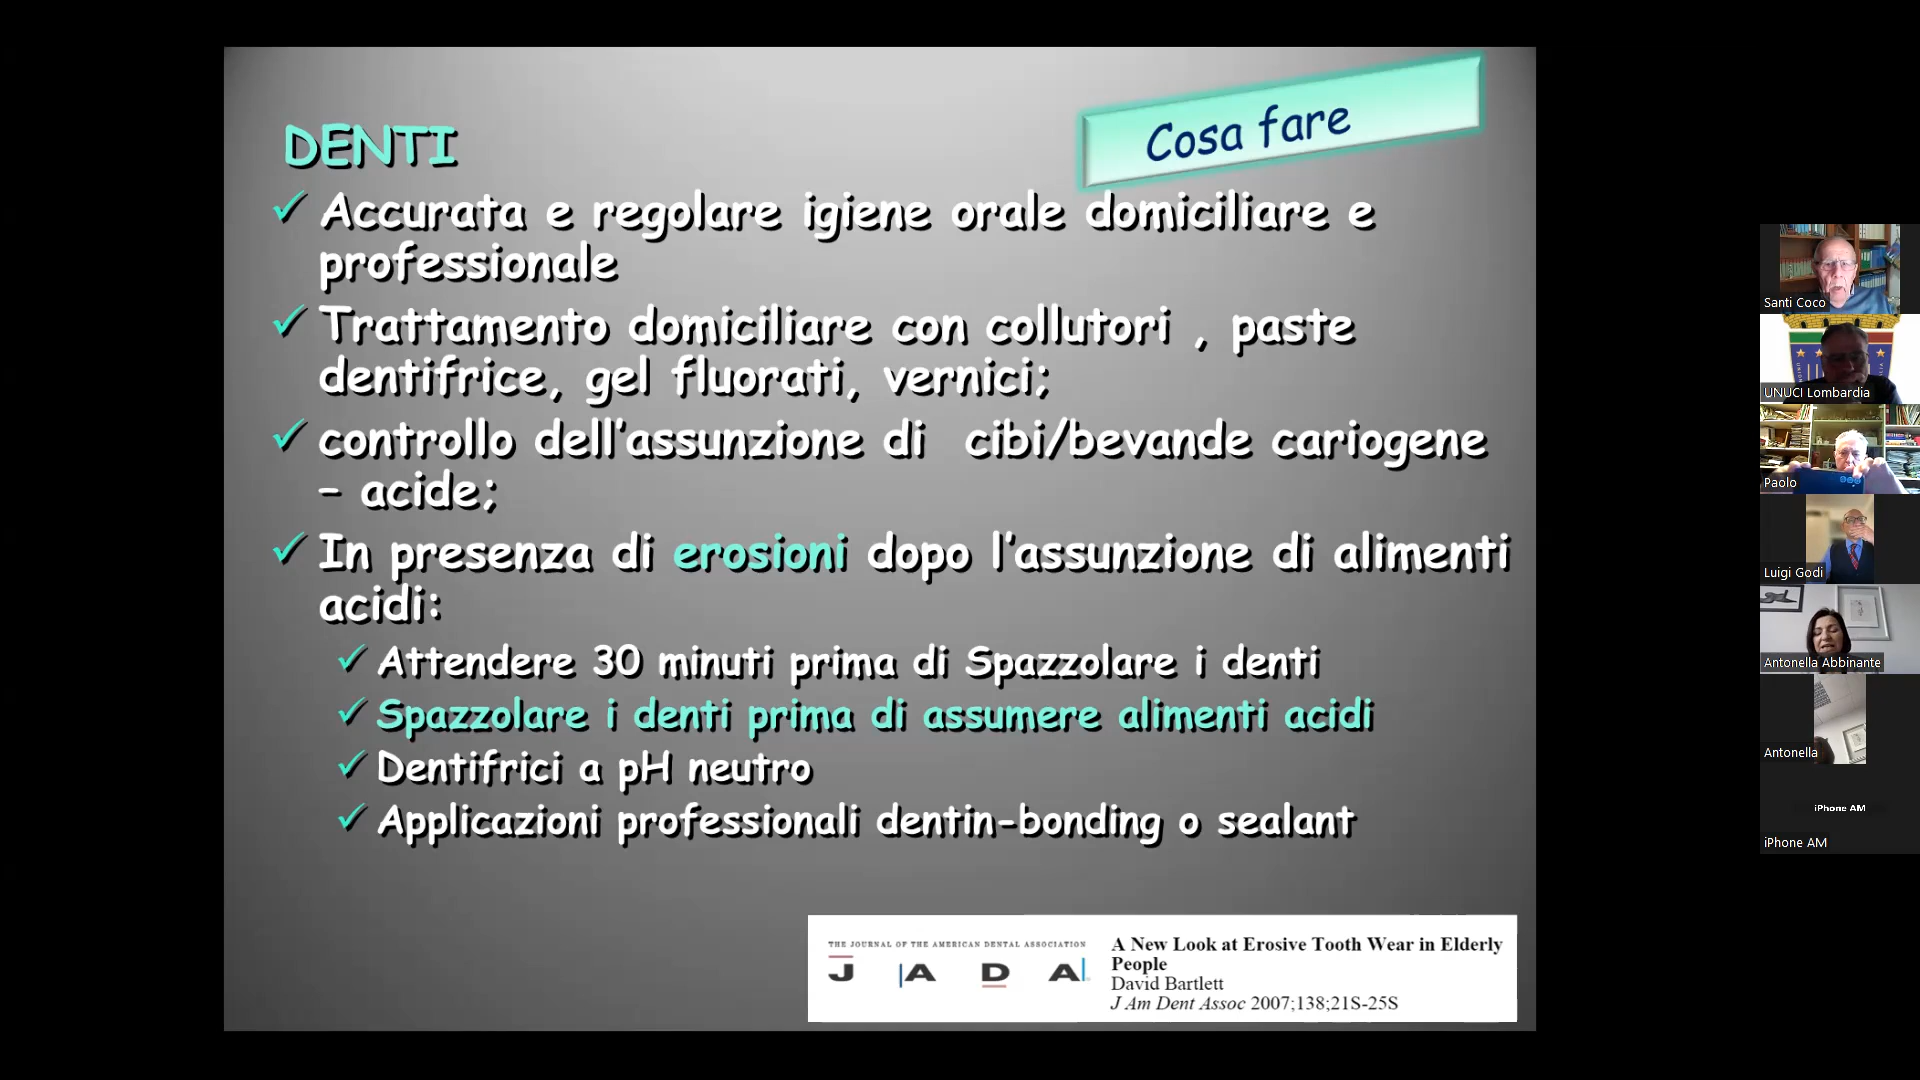 Cosa fare
DENTI
✓ Accurata e regolare igiene orale domiciliare e
professionale
✓ Trattamento domiciliare con collutori , paste
dentifrice, gel fluorati, vernici;
✓ controllo dell'assunzione di  cibi/bevande cariogene
– acide;
✓ In presenza di erosioni dopo l'assunzione di alimenti
acidi:
✓ Attendere 30 minuti prima di Spazzolare i denti
✓ Spazzolare i denti prima di assumere alimenti acidi
✓ Dentifrici a pH neutro
✓ Applicazioni professionali dentin-bonding o sealant
THE JOURNAL OF THE AMERICAN DENTAL ASSOCIATION
J A D A
A New Look at Erosive Tooth Wear in Elderly
People
David Bartlett
J Am Dent Assoc 2007;138;21S-25S
Santi Coco
UNUCI Lombardia
Paolo
Luigi Godi
Antonella Abbinante
Antonella
iPhone AM
iPhone AM